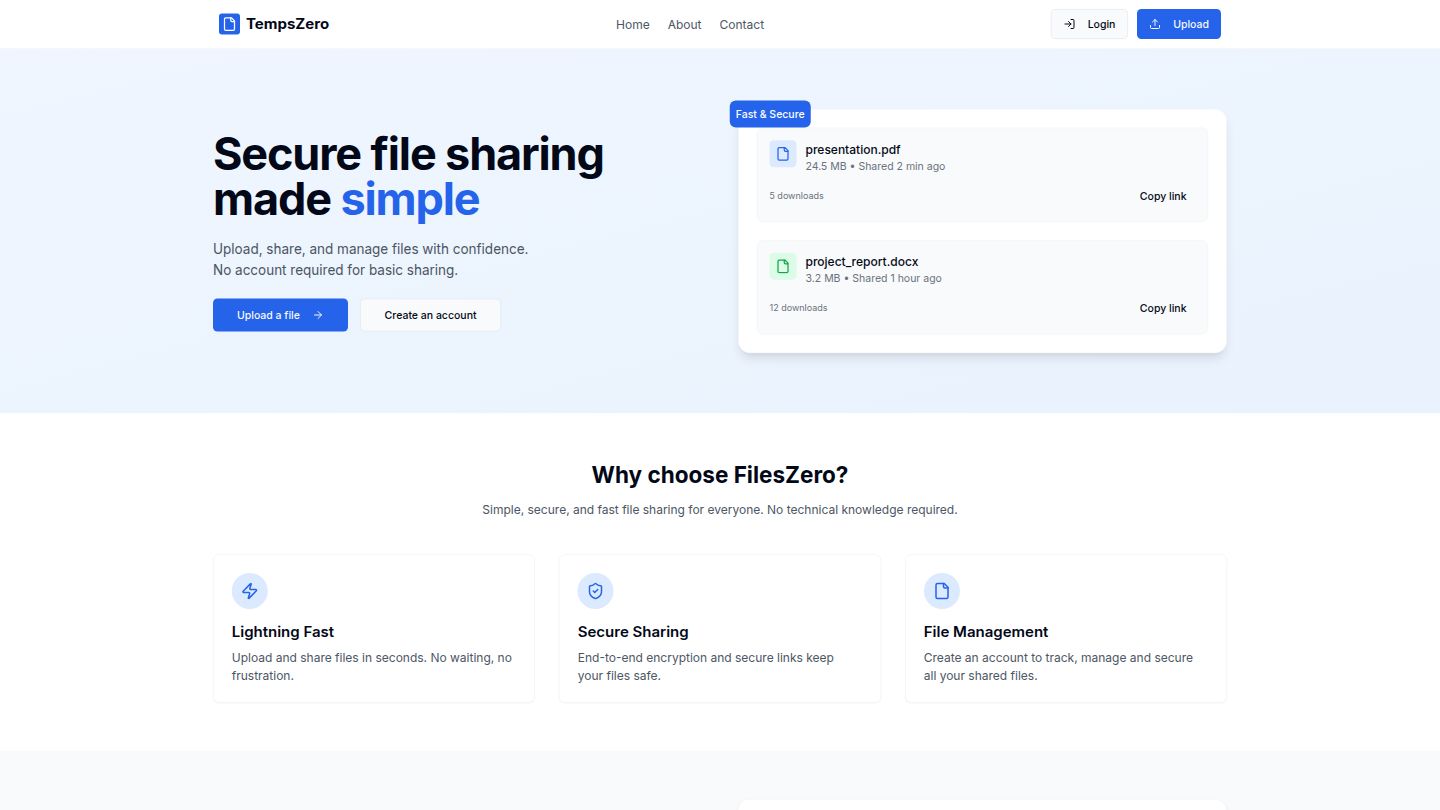 TempsZero
Home
About
Contact
Login
Upload
Secure file sharing
made simple
Upload, share, and manage files with confidence.
No account required for basic sharing.
Upload a file
Create an account
Fast & Secure
presentation.pdf
24.5 MB • Shared 2 min ago
5 downloads
Copy link
project_report.docx
3.2 MB • Shared 1 hour ago
12 downloads
Copy link
Why choose FilesZero?
Simple, secure, and fast file sharing for everyone. No technical knowledge required.
Lightning Fast
Upload and share files in seconds. No waiting, no
frustration.
Secure Sharing
End-to-end encryption and secure links keep
your files safe.
File Management
Create an account to track, manage and secure
all your shared files.